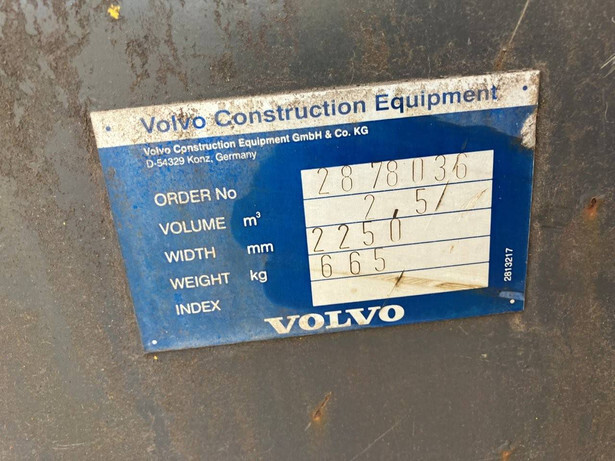 Volvo Construction Equipment
Volvo Construction Equipment GmbH & Co. KG
D-54329 Konz, Germany
ORDER No 2878036
VOLUME m³ 2,5/
WIDTH mm 2250
WEIGHT kg 665
INDEX
VOLVO
2813217